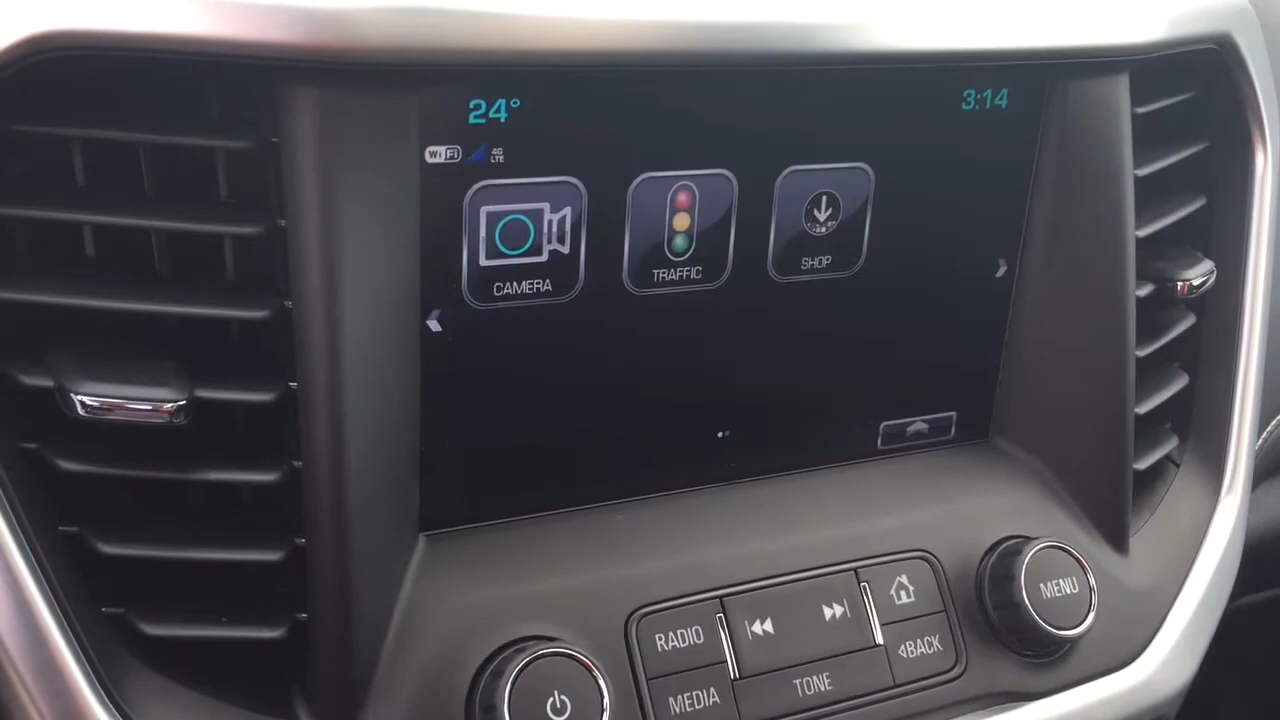 24°
3:14
WiFi 4G LTE
CAMERA
TRAFFIC
SHOP
RADIO
MEDIA
TONE
BACK
MENU